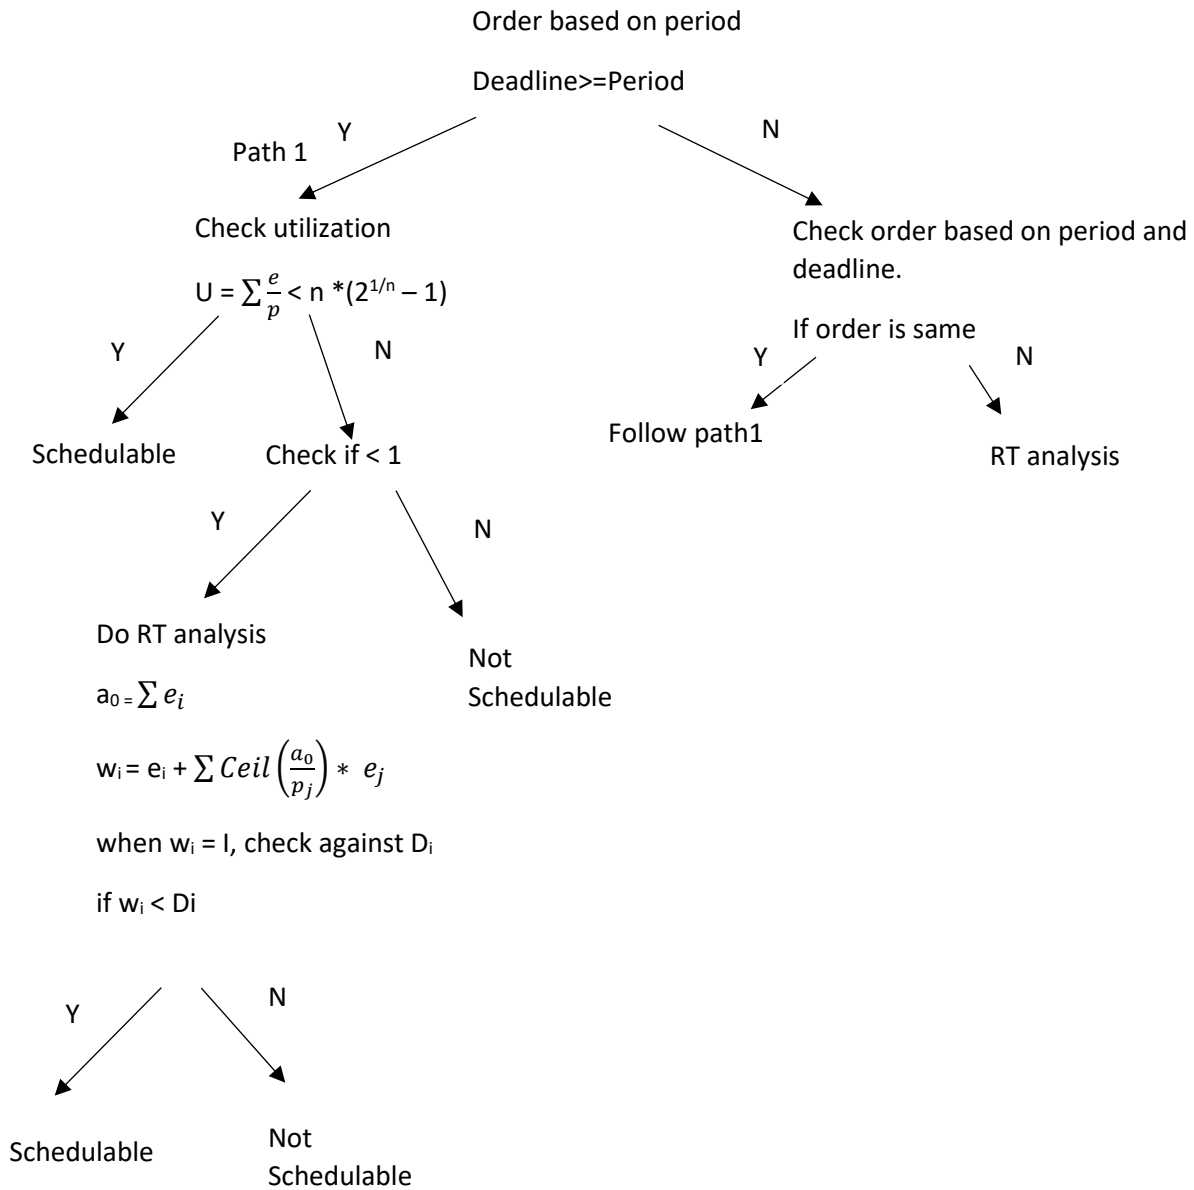 Order based on period
Deadline>=Period
Y
N
Path 1
Check utilization
U = ∑ e/p < n *(2^{1/n} – 1)
Check order based on period and
deadline.
If order is same
Y
N
Y
N
Follow path1
Schedulable
Check if < 1
RT analysis
Y
N
Do RT analysis
Not
Schedulable
a₀ ₌ ∑ eᵢ
wᵢ = eᵢ + ∑ Ceil (a₀/pⱼ) * eⱼ
when wᵢ = I, check against Dᵢ
if wᵢ < Di
Y
N
Schedulable
Not
Schedulable